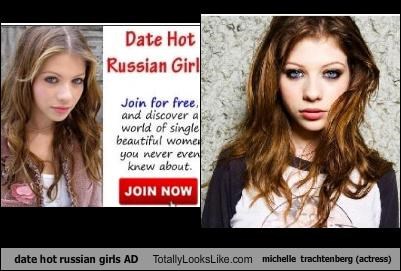 Date Hot
Russian Girl
Join for free,
and discover a
world of single
beautiful wome
you never even
knew about.
JOIN NOW
date hot russian girls AD TotallyLooksLike.com michelle trachtenberg (actress)